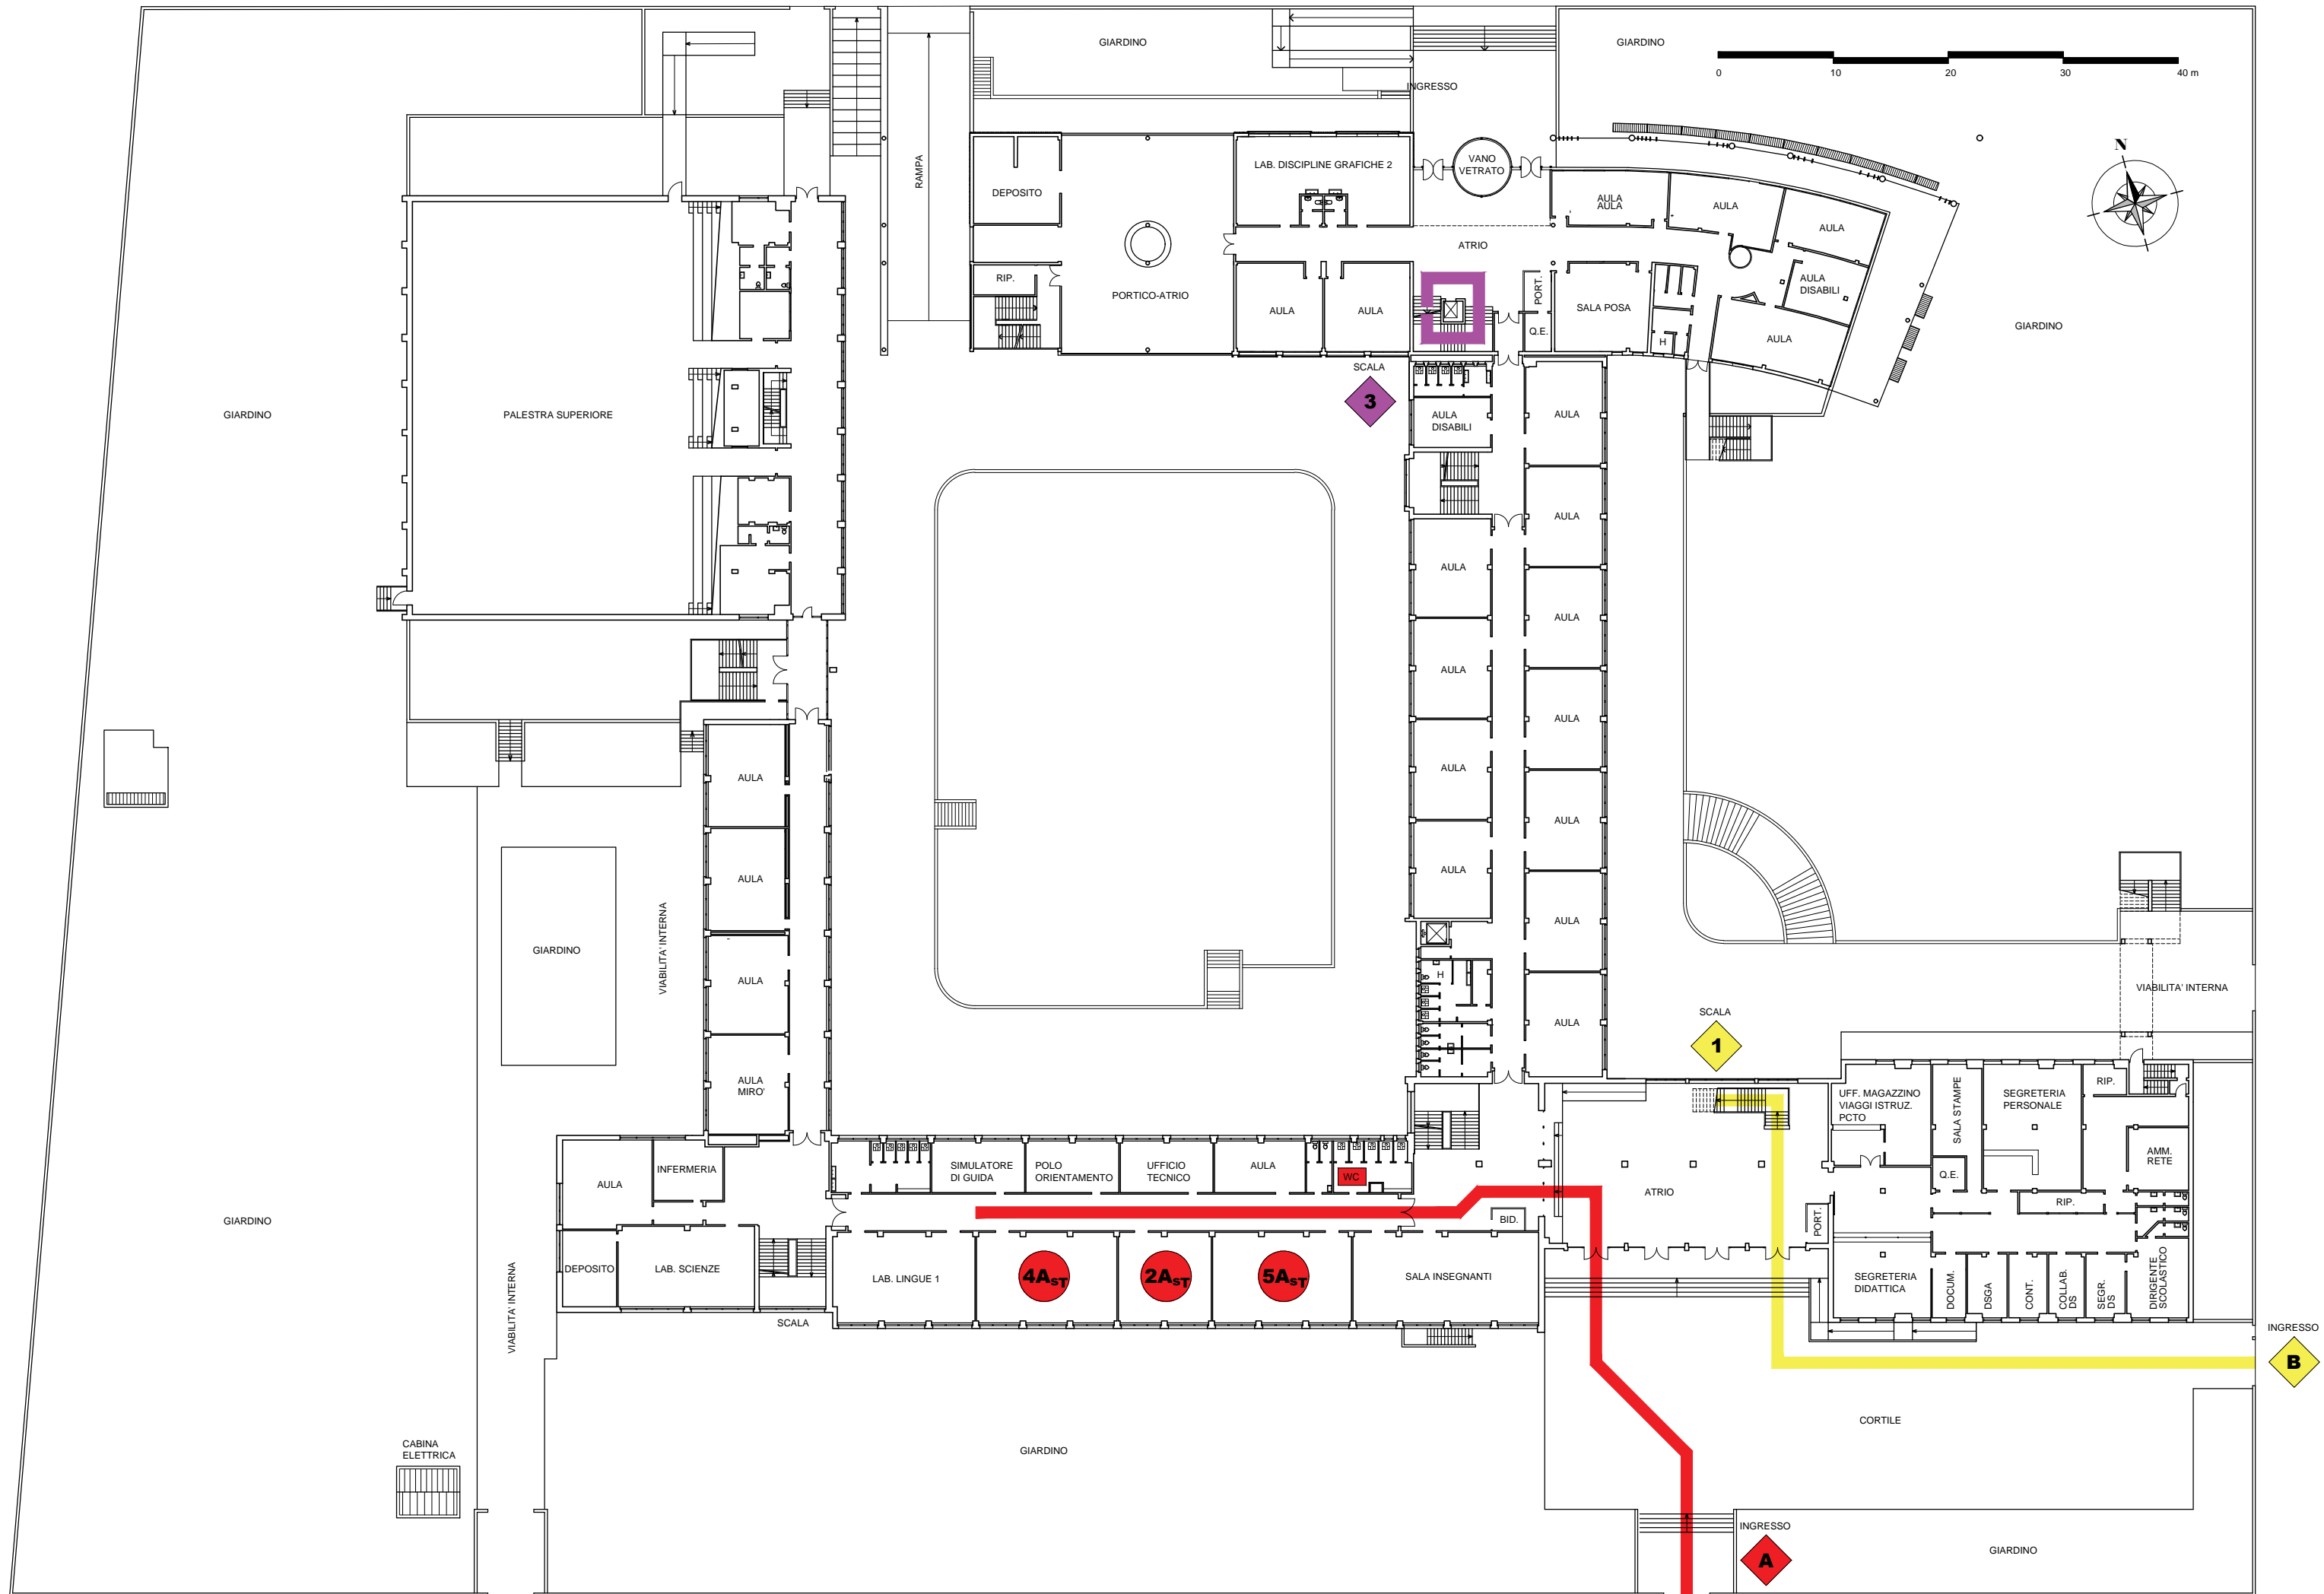 GIARDINO
GIARDINO
0 10 20 30 40 m
INGRESSO
N
RAMPA
DEPOSITO
LAB. DISCIPLINE GRAFICHE 2
VANO
VETRATO
AULA
AULA
AULA
AULA
ATRIO
RIP.
PORTICO-ATRIO
AULA
AULA
PORT.
Q.E.
SALA POSA
AULA
DISABILI
H
AULA
GIARDINO
SCALA
3
GIARDINO
PALESTRA SUPERIORE
AULA
DISABILI
AULA
AULA
AULA
AULA
AULA
AULA
AULA
AULA
AULA
AULA
AULA
AULA
AULA
GIARDINO
VIABILITA' INTERNA
AULA
H
AULA
VIABILITA' INTERNA
SCALA
1
AULA
MIRO'
UFF. MAGAZZINO
VIAGGI ISTRUZ.
PCTO
SALA STAMPE
SEGRETERIA
PERSONALE
RIP.
AMM.
RETE
INFERMERIA
AULA
SIMULATORE
DI GUIDA
POLO
ORIENTAMENTO
UFFICIO
TECNICO
AULA
WC
Q.E.
ATRIO
RIP.
GIARDINO
BID.
PORT.
DEPOSITO
LAB. SCIENZE
LAB. LINGUE 1
4AST
2AST
5AST
SALA INSEGNANTI
SEGRETERIA
DIDATTICA
DOCUM.
DSGA
CONT.
COLLAB.
DS
SEGR.
DS
DIRIGENTE
SCOLASTICO
VIABILITA' INTERNA
SCALA
INGRESSO
B
CORTILE
CABINA
ELETTRICA
GIARDINO
INGRESSO
A
GIARDINO